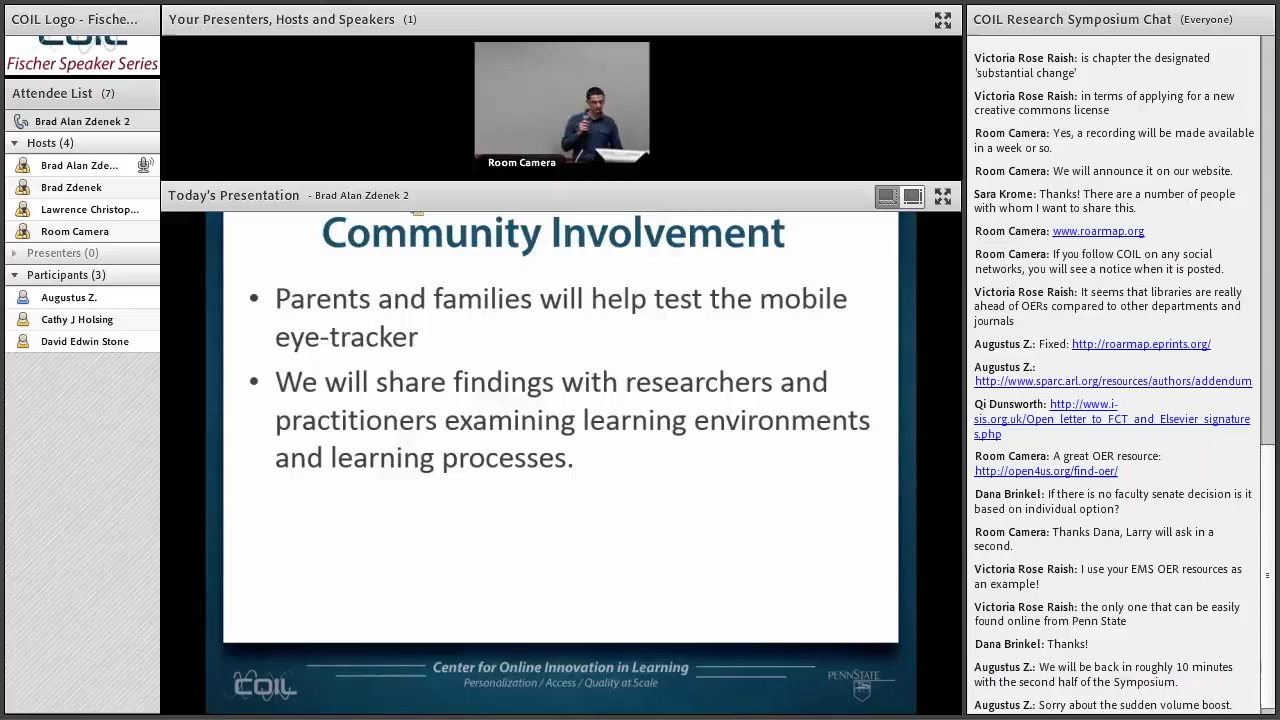 COIL Logo - Fische...
COIL
Fischer Speaker Series
Attendee List (7)
Brad Alan Zdenek 2
Hosts (4)
Brad Alan Zde...
Brad Zdenek
Lawrence Christop...
Room Camera
Presenters (0)
Participants (3)
Augustus Z.
Cathy J Holsing
David Edwin Stone
Your Presenters, Hosts and Speakers (1)
Room Camera
Today's Presentation - Brad Alan Zdenek 2
Community Involvement
• Parents and families will help test the mobile
eye-tracker
• We will share findings with researchers and
practitioners examining learning environments
and learning processes.
COIL
Center for Online Innovation in Learning
Personalization / Access / Quality at Scale
PENNSTATE
COIL Research Symposium Chat (Everyone)
Victoria Rose Raish: is chapter the designated
'substantial change'
Victoria Rose Raish: in terms of applying for a new
creative commons license
Room Camera: Yes, a recording will be made available
in a week or so.
Room Camera: We will announce it on our website.
Sara Krome: Thanks! There are a number of people
with whom I want to share this.
Room Camera: www.roarmap.org
Room Camera: If you follow COIL on any social
networks, you will see a notice when it is posted.
Victoria Rose Raish: It seems that libraries are really
ahead of OERs compared to other departments and
journals
Augustus Z.: Fixed: http://roarmap.eprints.org/
Augustus Z.:
http://www.sparc.arl.org/resources/authors/addendum
Qi Dunsworth: http://www.i-
sis.org.uk/Open_letter_to_FCT_and_Elsevier_signature
s.php
Room Camera: A great OER resource:
http://open4us.org/find-oer/
Dana Brinkel: If there is no faculty senate decision is it
based on individual option?
Room Camera: Thanks Dana, Larry will ask in a
second.
Victoria Rose Raish: I use your EMS OER resources as
an example!
Victoria Rose Raish: the only one that can be easily
found online from Penn State
Dana Brinkel: Thanks!
Augustus Z.: We will be back in roughly 10 minutes
with the second half of the Symposium.
Augustus Z.: Sorry about the sudden volume boost.